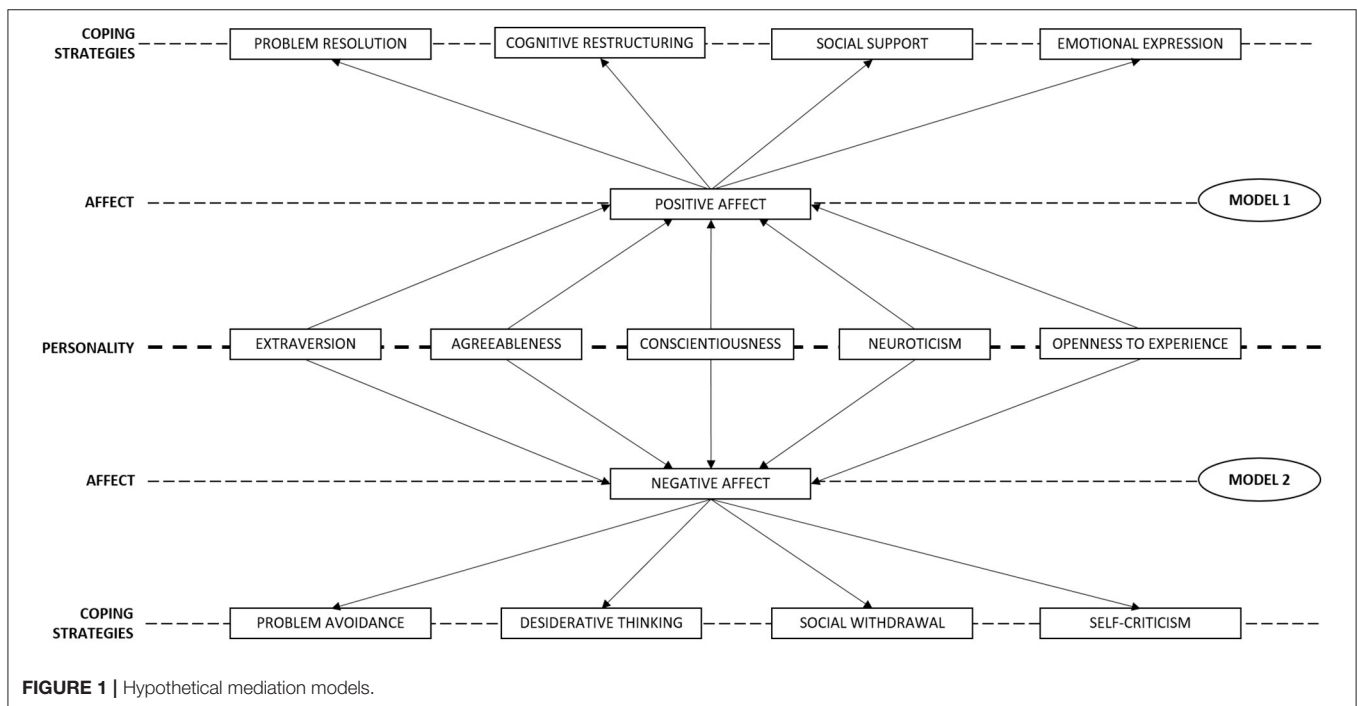 COPING
STRATEGIES
PROBLEM RESOLUTION
COGNITIVE RESTRUCTURING
SOCIAL SUPPORT
EMOTIONAL EXPRESSION
AFFECT
POSITIVE AFFECT
MODEL 1
PERSONALITY
EXTRAVERSION
AGREEABLENESS
CONSCIENTIOUSNESS
NEUROTICISM
OPENNESS TO EXPERIENCE
AFFECT
NEGATIVE AFFECT
MODEL 2
COPING
STRATEGIES
PROBLEM AVOIDANCE
DESIDERATIVE THINKING
SOCIAL WITHDRAWAL
SELF-CRITICISM
FIGURE 1 | Hypothetical mediation models.